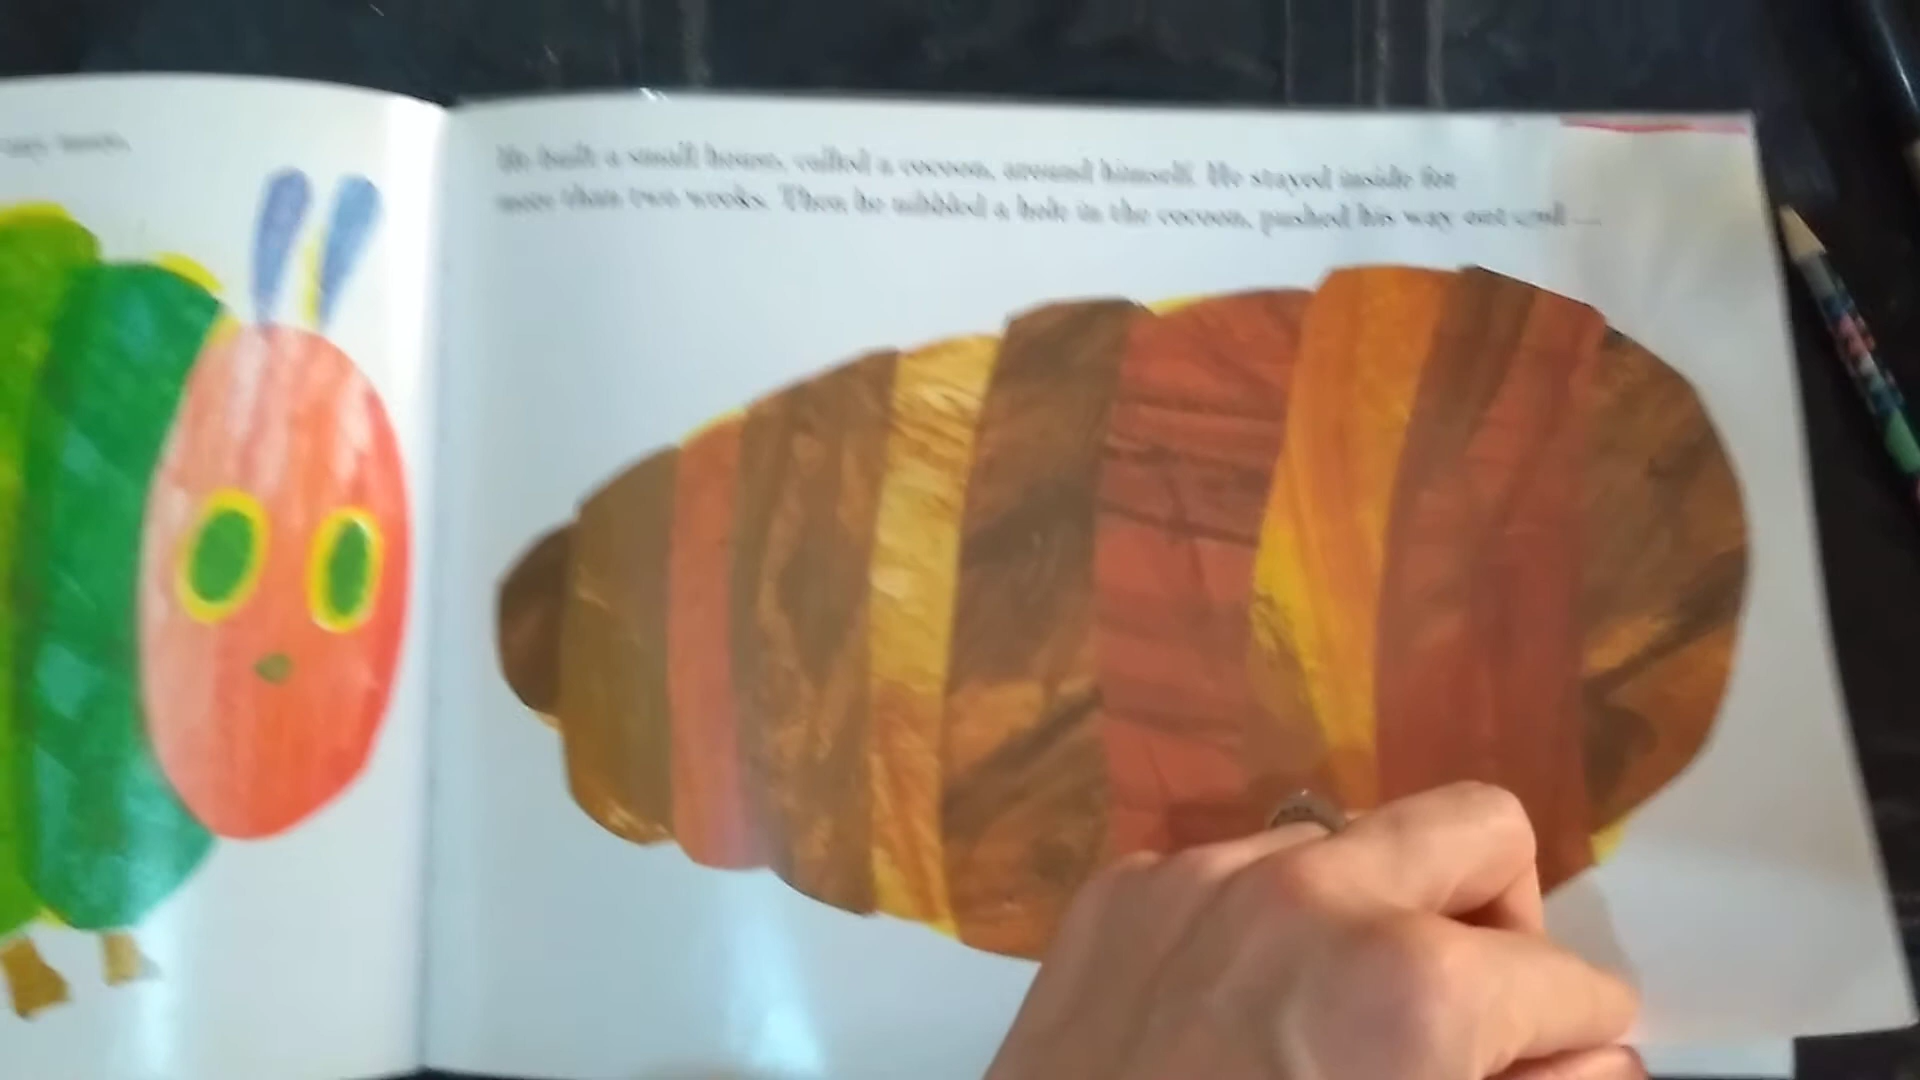 He built a small house, called a cocoon, around himself. He stayed inside for
more than two weeks. Then he nibbled a hole in the cocoon, pushed his way out and ....